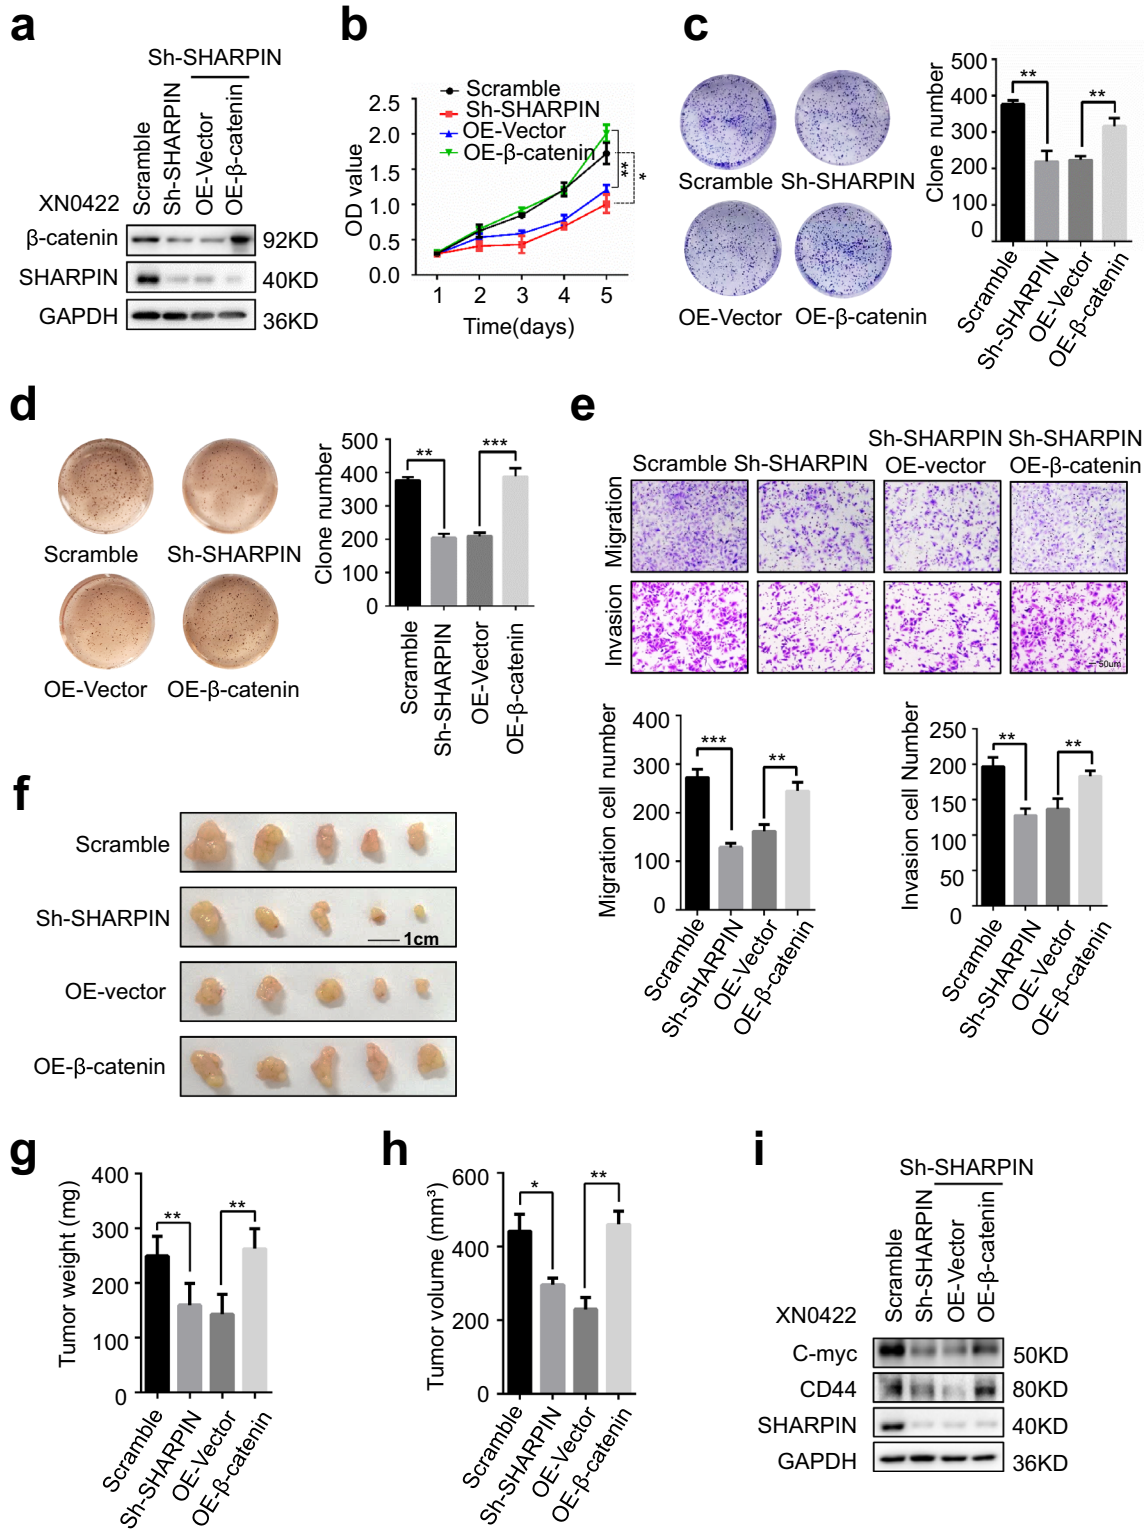 a
Sh-SHARPIN
Scramble
Sh-SHARPIN
OE-Vector
OE-β-catenin
XN0422
β-catenin 92KD
SHARPIN 40KD
GAPDH 36KD
b
Scramble
Sh-SHARPIN
OE-Vector
OE-β-catenin
OD value
2.5
2.0
1.5
1.0
0.5
0.0
**
*
1 2 3 4 5
Time(days)
c
Scramble Sh-SHARPIN
OE-Vector OE-β-catenin
Clone number
500
400
300
200
100
0
**
**
Scramble
Sh-SHARPIN
OE-Vector
OE-β-catenin
d
Scramble Sh-SHARPIN
OE-Vector OE-β-catenin
Clone number
500
400
300
200
100
0
**
***
Scramble
Sh-SHARPIN
OE-Vector
OE-β-catenin
e
Sh-SHARPIN Sh-SHARPIN
Scramble Sh-SHARPIN OE-vector OE-β-catenin
Migration
Invasion
50um
Migration cell number
400
300
200
100
0
***
**
Scramble
Sh-SHARPIN
OE-Vector
OE-β-catenin
Invasion cell Number
250
200
150
100
50
0
**
**
Scramble
Sh-SHARPIN
OE-Vector
OE-β-catenin
f
Scramble
Sh-SHARPIN
1cm
OE-vector
OE-β-catenin
g
Tumor weight (mg)
400
300
200
100
0
**
**
Scramble
Sh-SHARPIN
OE-Vector
OE-β-catenin
h
Tumor volume (mm³)
600
400
200
0
*
**
Scramble
Sh-SHARPIN
OE-Vector
OE-β-catenin
i
Sh-SHARPIN
Scramble
Sh-SHARPIN
OE-Vector
OE-β-catenin
XN0422
C-myc 50KD
CD44 80KD
SHARPIN 40KD
GAPDH 36KD